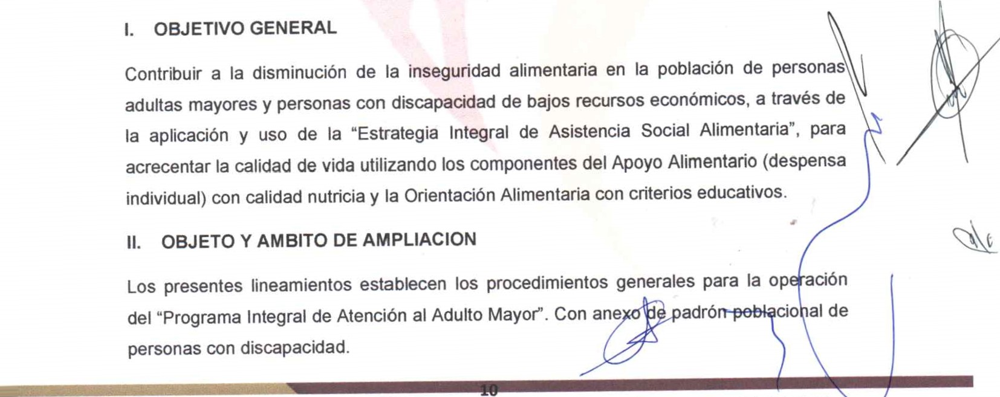 I. OBJETIVO GENERAL
Contribuir a la disminución de la inseguridad alimentaria en la población de personas
adultas mayores y personas con discapacidad de bajos recursos económicos, a través de
la aplicación y uso de la “Estrategia Integral de Asistencia Social Alimentaria”, para
acrecentar la calidad de vida utilizando los componentes del Apoyo Alimentario (despensa
individual) con calidad nutricia y la Orientación Alimentaria con criterios educativos.
II. OBJETO Y AMBITO DE AMPLIACION
Los presentes lineamientos establecen los procedimientos generales para la operación
del “Programa Integral de Atención al Adulto Mayor”. Con anexo de padrón poblacional de
personas con discapacidad.
10